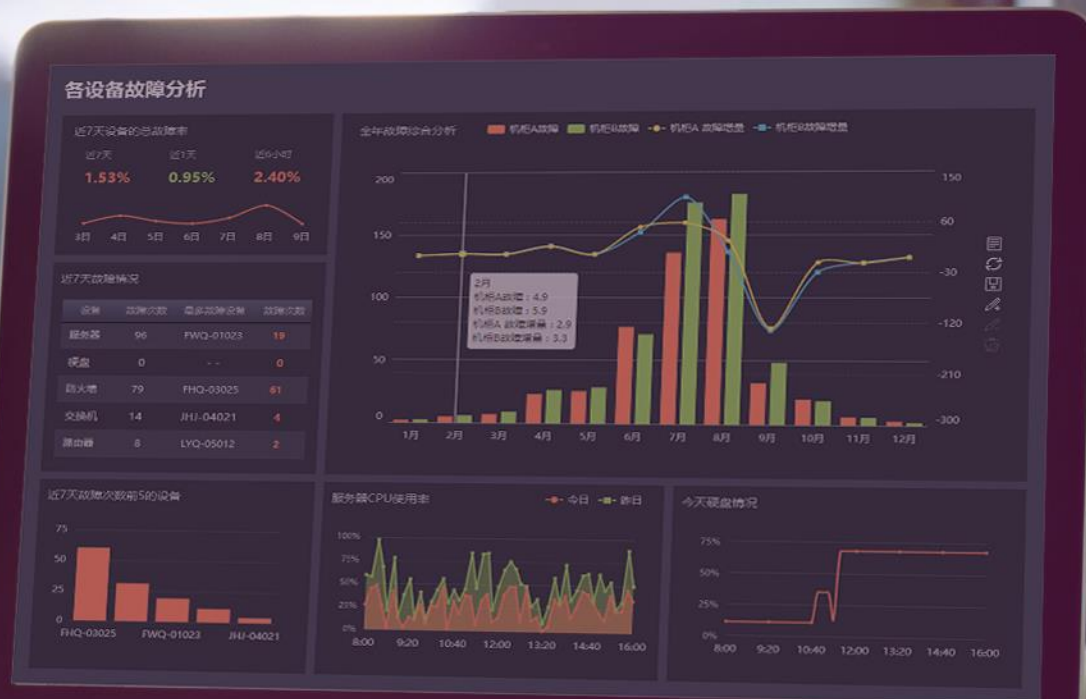 各设备故障分析
近7天设备的总故障率
近7天 近1天 近6小时
1.53% 0.95% 2.40%
3日 4日 5日 6日 7日 8日 9日
近7天故障情况
设备 故障次数 最多故障设备 故障次数
服务器 96 FWQ-01023 19
硬盘 0 -- 0
防火墙 79 FHQ-03025 61
交换机 14 JHJ-04021 4
路由器 8 LYQ-05012 2
全年故障综合分析 机柜A故障 机柜B故障 机柜A 故障增量 机柜B故障增量
200
150
100
50
0
150
60
-30
-120
-210
-300
2月
机柜A故障：4.9
机柜B故障：5.9
机柜A 故障增量：2.9
机柜B故障增量：3.3
1月 2月 3月 4月 5月 6月 7月 8月 9月 10月 11月 12月
近7天故障次数前5的设备
75
50
25
0
FHQ-03025 FWQ-01023 JHJ-04021
服务器CPU使用率 今日 昨日
100%
75%
50%
25%
0%
8:00 9:20 10:40 12:00 13:20 14:40 16:00
今天硬盘情况
75%
50%
25%
0%
8:00 9:20 10:40 12:00 13:20 14:40 16:00